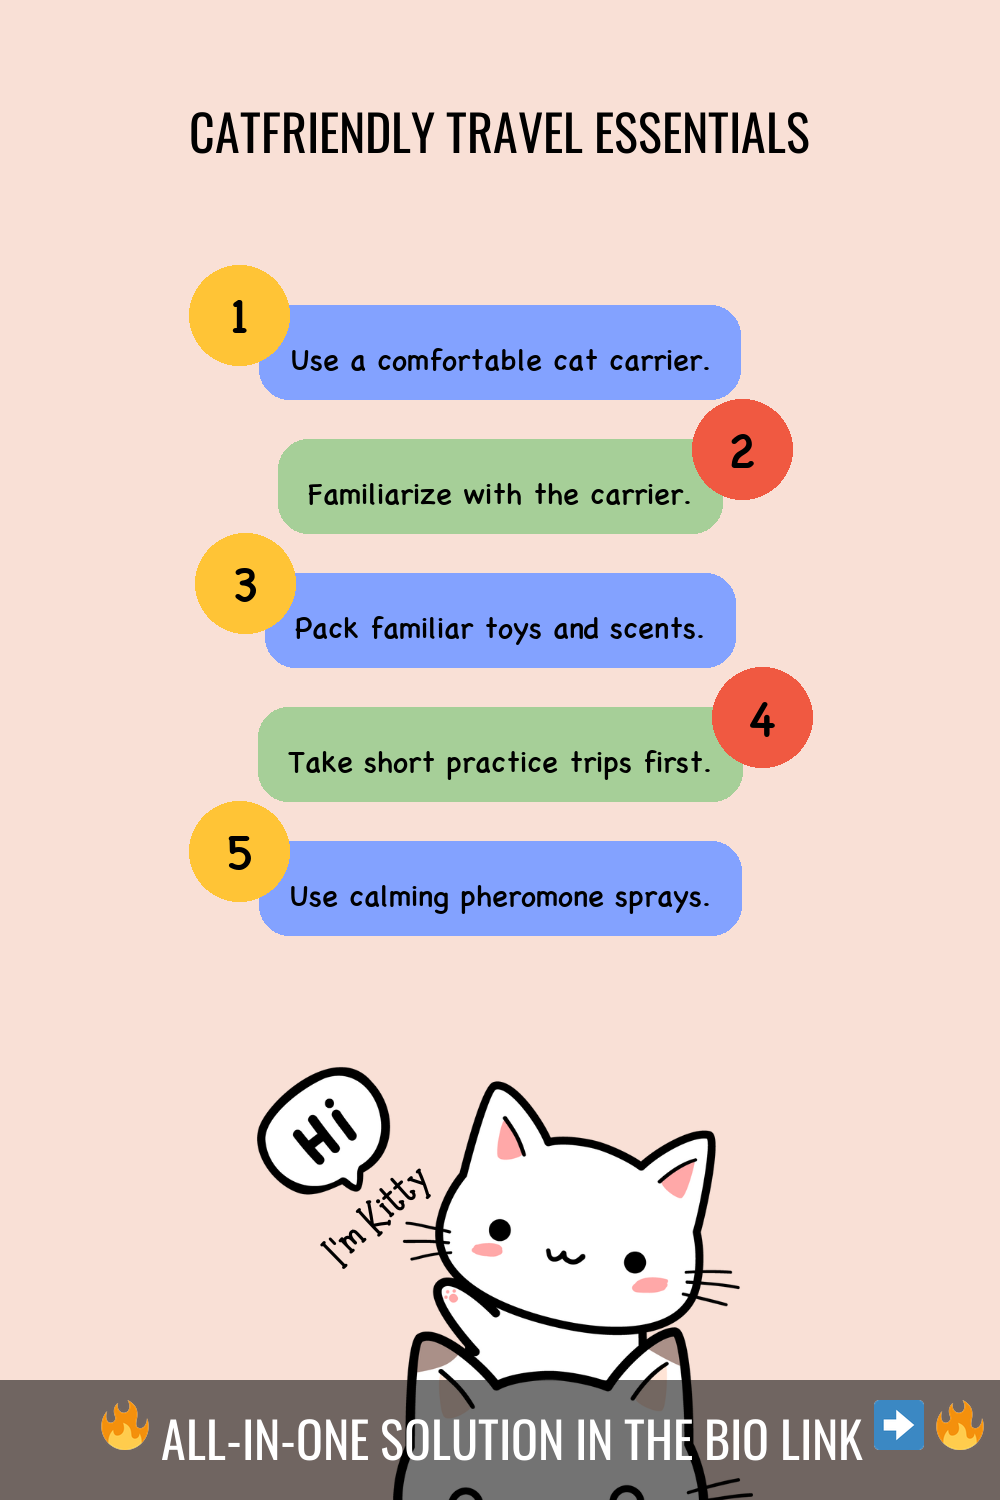 CATFRIENDLY TRAVEL ESSENTIALS
1
Use a comfortable cat carrier.
2
Familiarize with the carrier.
3
Pack familiar toys and scents.
4
Take short practice trips first.
5
Use calming pheromone sprays.
Hi
I'm Kitty
ALL-IN-ONE SOLUTION IN THE BIO LINK